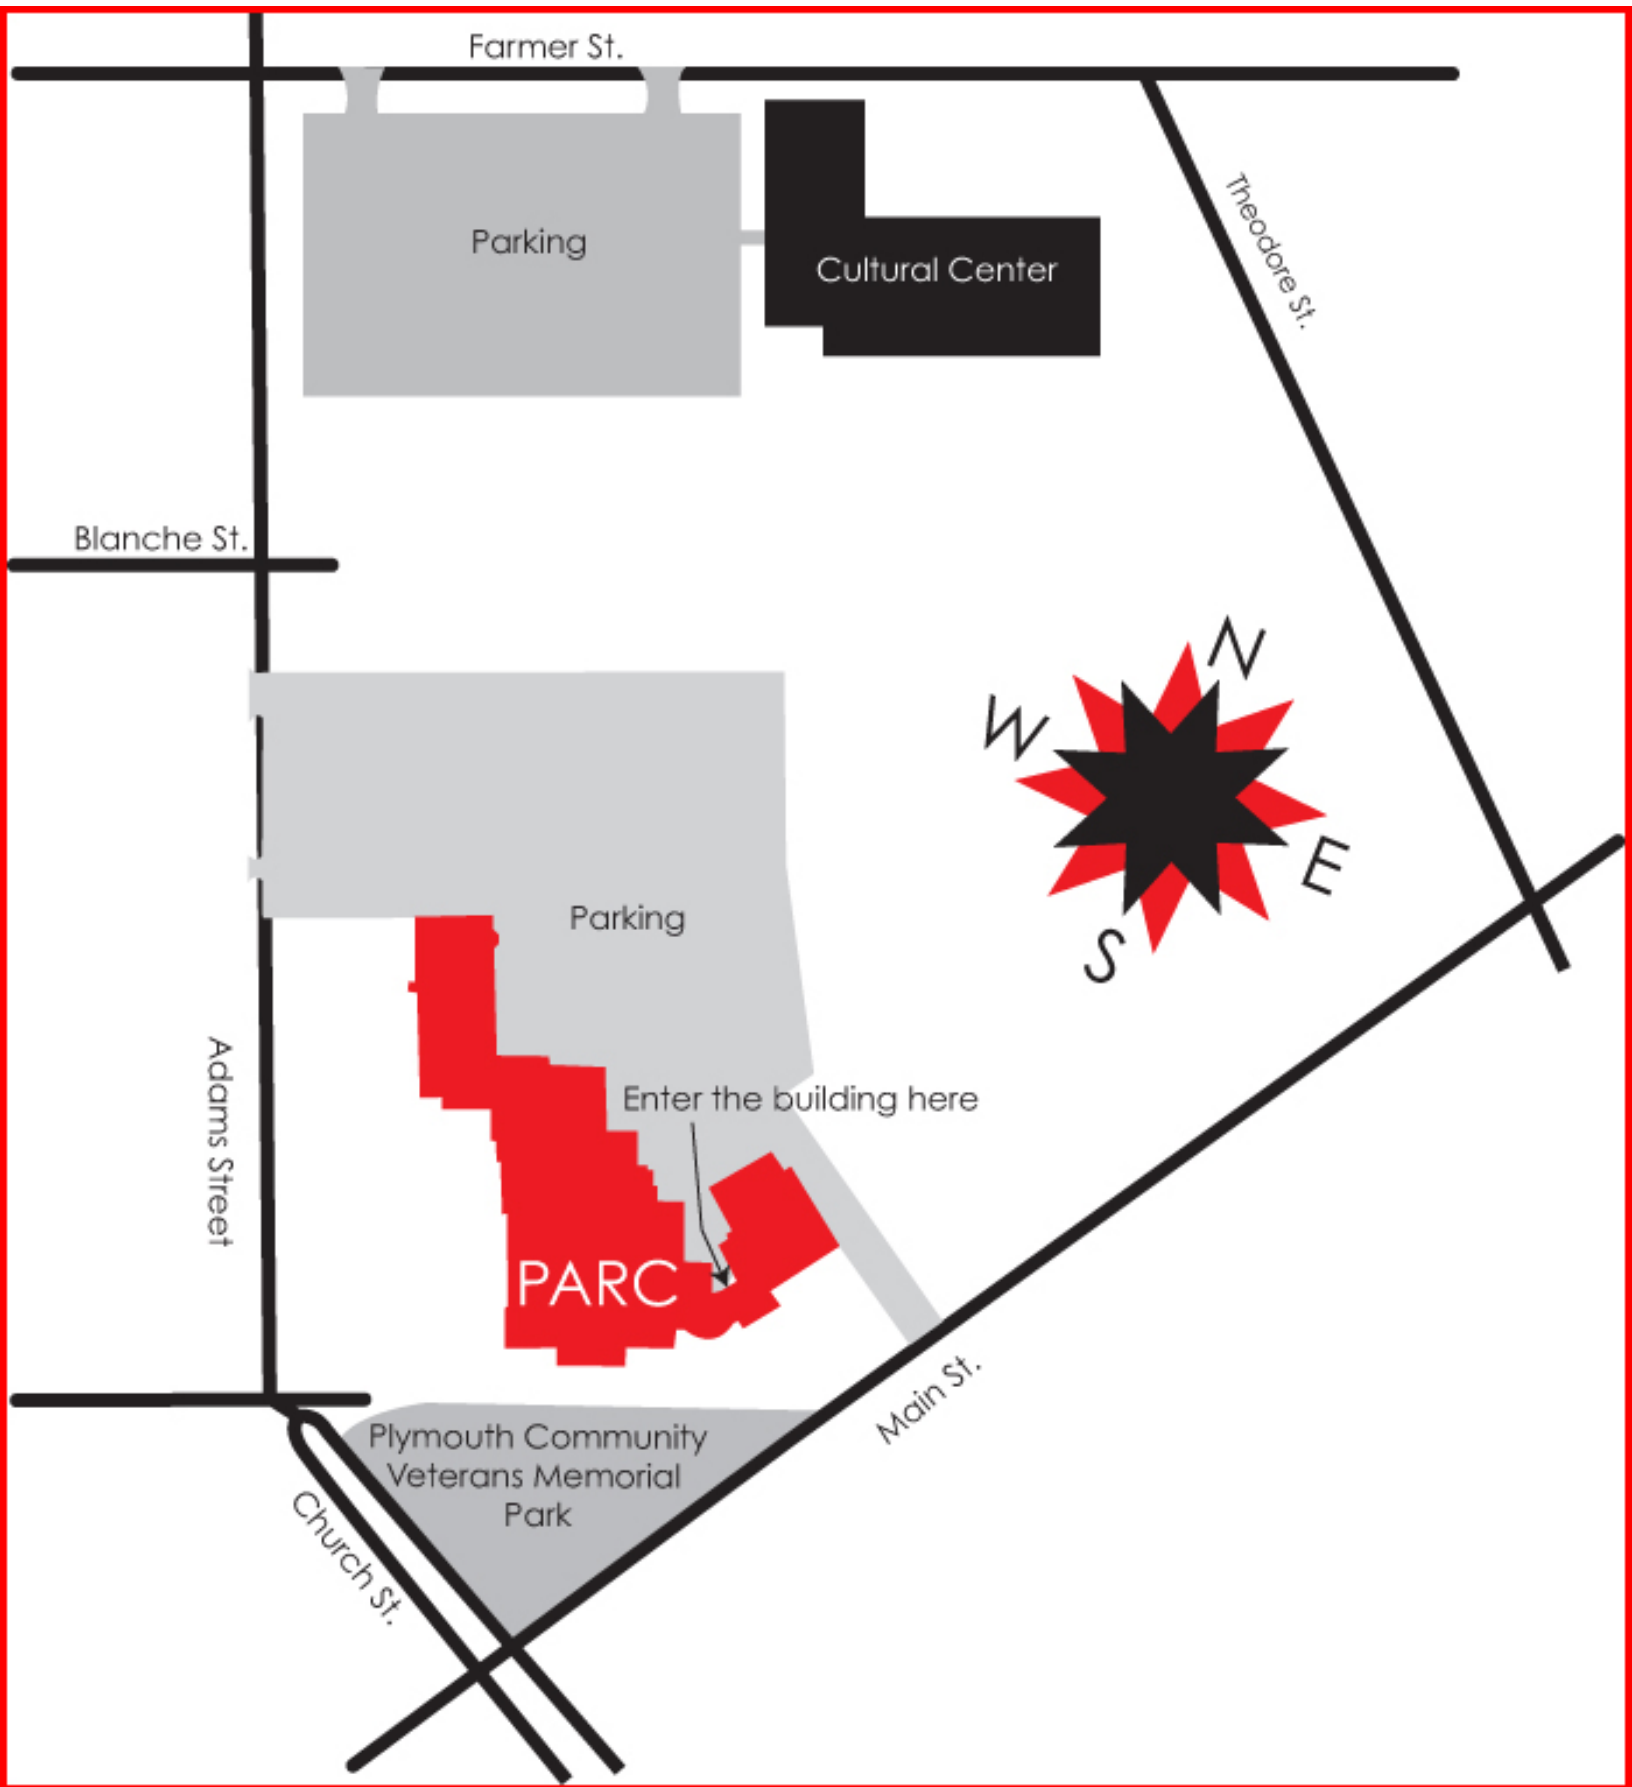 Farmer St.
Theodore St.
Parking
Cultural Center
Blanche St.
N
W
E
S
Parking
Adams Street
Enter the building here
PARC
Main St.
Plymouth Community
Veterans Memorial
Park
Church St.